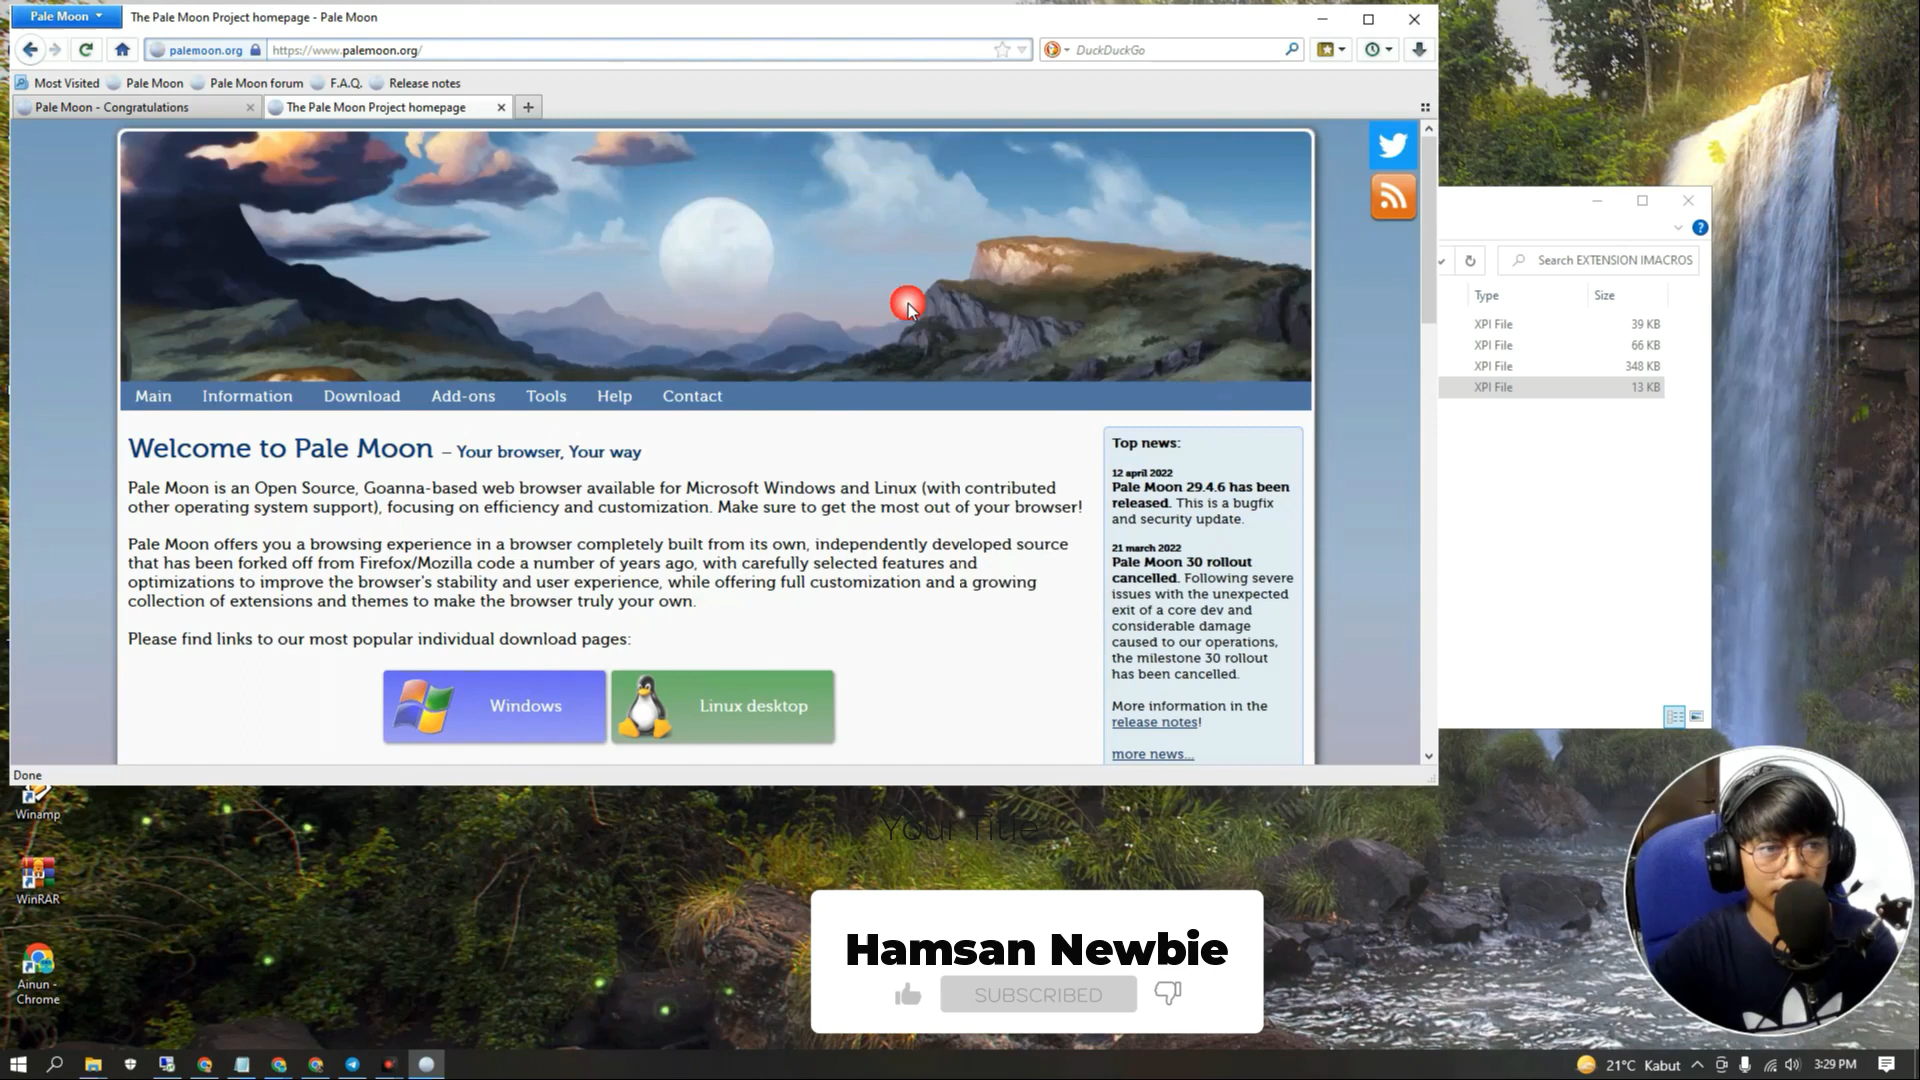 Pale Moon
The Pale Moon Project homepage - Pale Moon
palemoon.org
https://www.palemoon.org/
DuckDuckGo
Most Visited
Pale Moon
Pale Moon forum
F.A.Q.
Release notes
Pale Moon - Congratulations
The Pale Moon Project homepage
Main
Information
Download
Add-ons
Tools
Help
Contact
Welcome to Pale Moon – Your browser, Your way
Pale Moon is an Open Source, Goanna-based web browser available for Microsoft Windows and Linux (with contributed
other operating system support), focusing on efficiency and customization. Make sure to get the most out of your browser!
Pale Moon offers you a browsing experience in a browser completely built from its own, independently developed source
that has been forked off from Firefox/Mozilla code a number of years ago, with carefully selected features and
optimizations to improve the browser's stability and user experience, while offering full customization and a growing
collection of extensions and themes to make the browser truly your own.
Please find links to our most popular individual download pages:
Windows
Linux desktop
Top news:
12 april 2022
Pale Moon 29.4.6 has been
released. This is a bugfix
and security update.
21 march 2022
Pale Moon 30 rollout
cancelled. Following severe
issues with the unexpected
exit of a core dev and
considerable damage
caused to our operations,
the milestone 30 rollout
has been cancelled.
More information in the
release notes!
more news...
Done
Search EXTENSION IMACROS
Type
Size
XPI File
39 KB
XPI File
66 KB
XPI File
348 KB
XPI File
13 KB
Winamp
WinRAR
Ainun -
Chrome
Your Title
Hamsan Newbie
SUBSCRIBED
21°C Kabut
3:29 PM